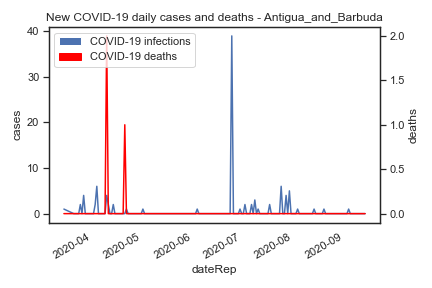 New COVID-19 daily cases and deaths - Antigua_and_Barbuda
COVID-19 infections
COVID-19 deaths
40
30
20
10
0
cases
2.0
1.5
1.0
0.5
0.0
deaths
2020-04
2020-05
2020-06
2020-07
2020-08
2020-09
dateRep